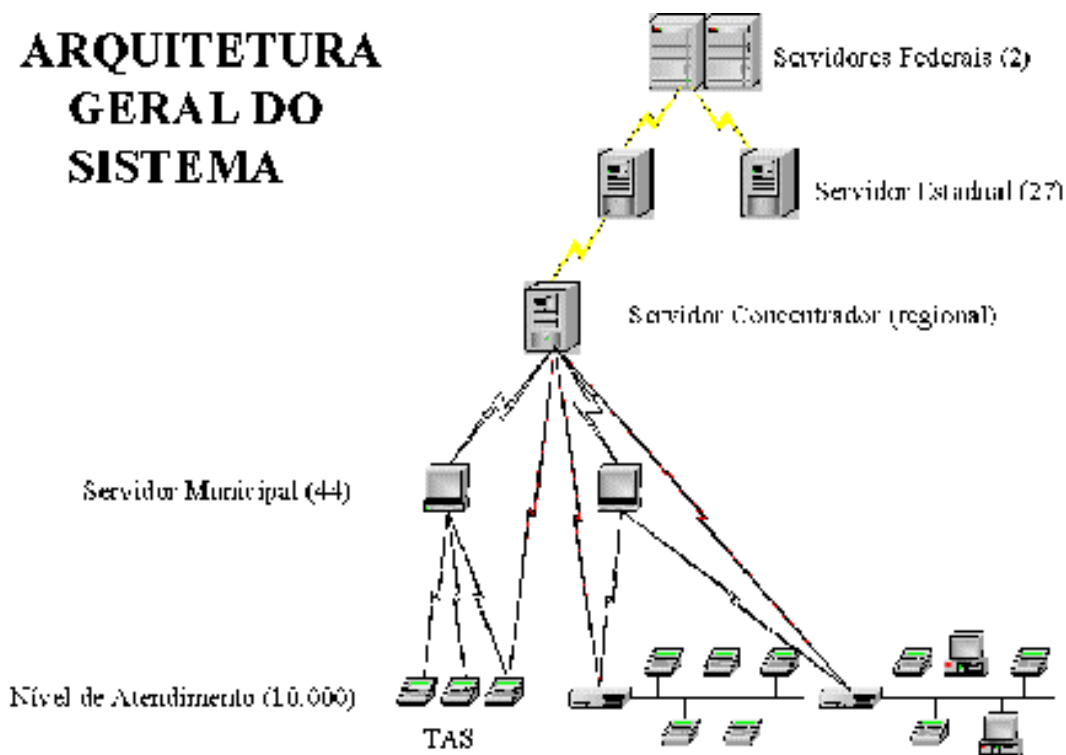 ARQUITETURA
GERAL DO
SISTEMA
Servidores Federais (2)
Servidor Estadual (27)
Servidor Concentrador (regional)
Servidor Municipal (44)
Nível de Atendimento (10.000)
TAS